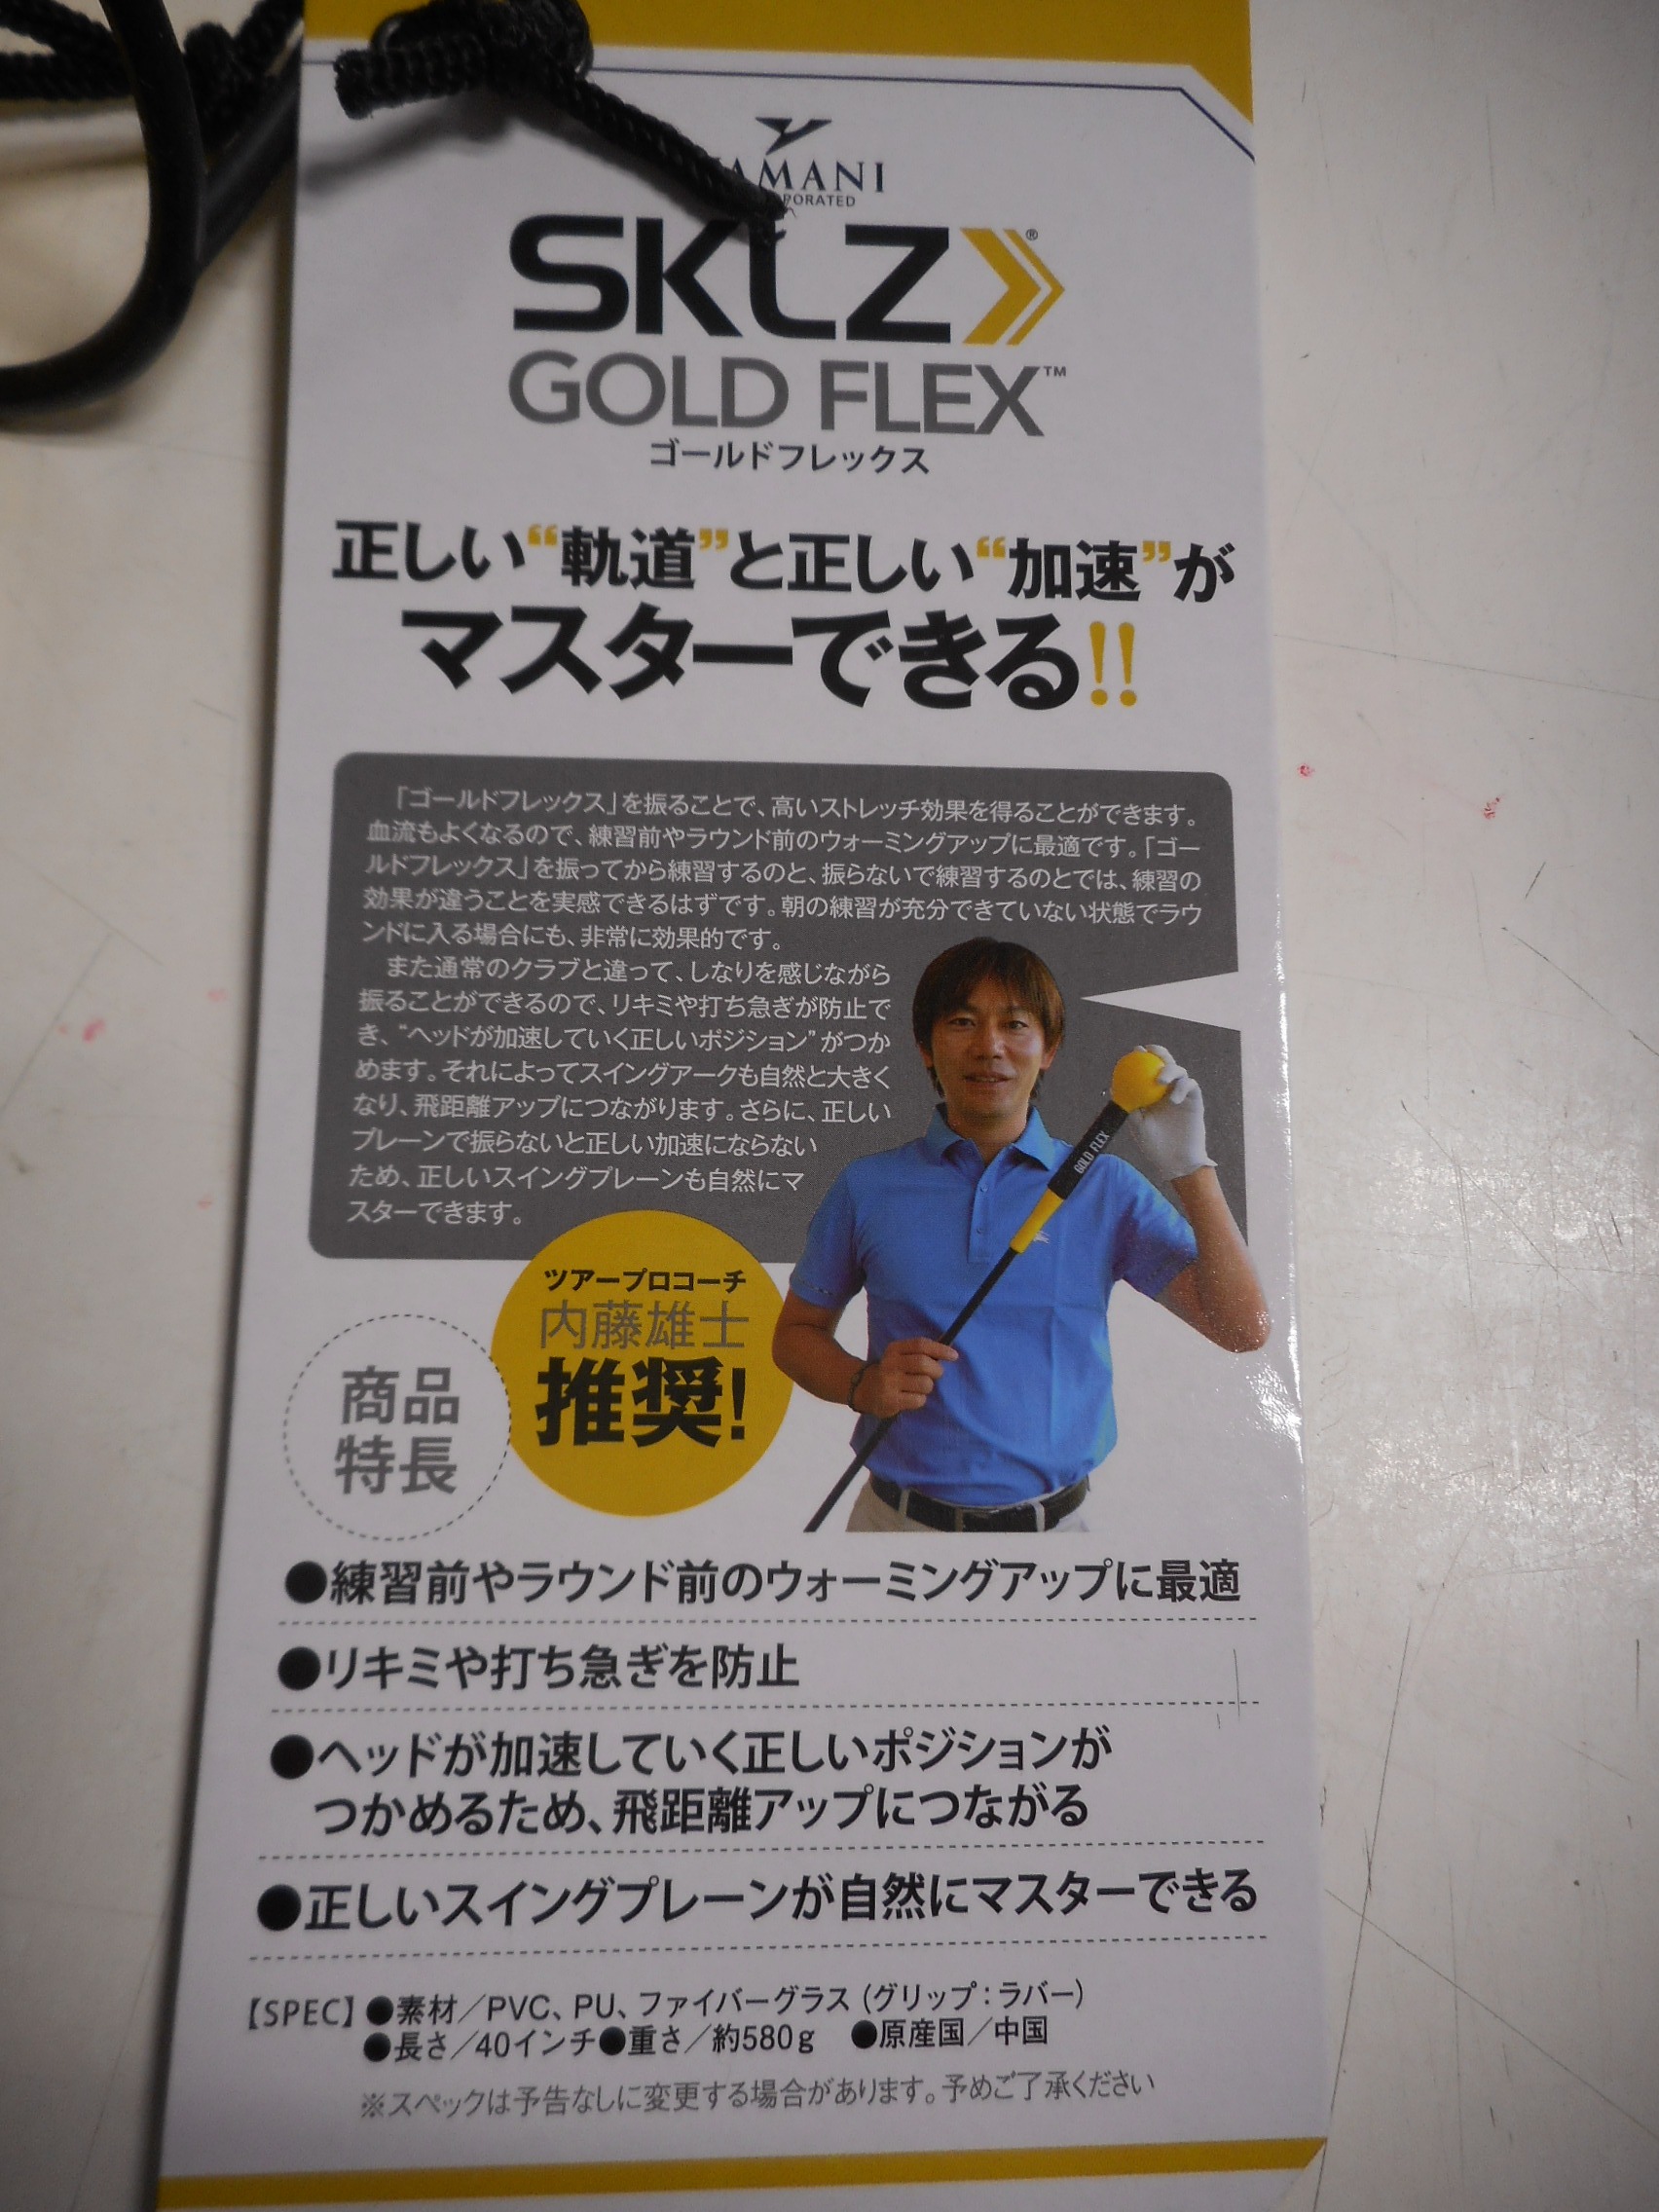 AMANI
PORATED
SKLZ®
GOLD FLEX™
ゴールドフレックス
正しい“軌道”と正しい“加速”が
マスターできる!!
「ゴールドフレックス」を振ることで、高いストレッチ効果を得ることができます。
血流もよくなるので、練習前やラウンド前のウォーミングアップに最適です。「ゴー
ルドフレックス」を振ってから練習するのと、振らないで練習するのとでは、練習の
効果が違うことを実感できるはずです。朝の練習が充分できていない状態でラウ
ンドに入る場合にも、非常に効果的です。
また通常のクラブと違って、しなりを感じながら
振ることができるので、リキミや打ち急ぎが防止で
き、“ヘッドが加速していく正しいポジション”がつか
めます。それによってスイングアークも自然と大きく
なり、飛距離アップにつながります。さらに、正しい
プレーンで振らないと正しい加速にならない
ため、正しいスイングプレーンも自然にマ
スターできます。
GOLD FLEX
ツアープロコーチ
内藤雄士
推奨!
商品
特長
●練習前やラウンド前のウォーミングアップに最適
●リキミや打ち急ぎを防止
●ヘッドが加速していく正しいポジションが
つかめるため、飛距離アップにつながる
●正しいスイングプレーンが自然にマスターできる
【SPEC】●素材／PVC、PU、ファイバーグラス（グリップ：ラバー）
●長さ／40インチ●重さ／約580g ●原産国／中国
※スペックは予告なしに変更する場合があります。予めご了承ください